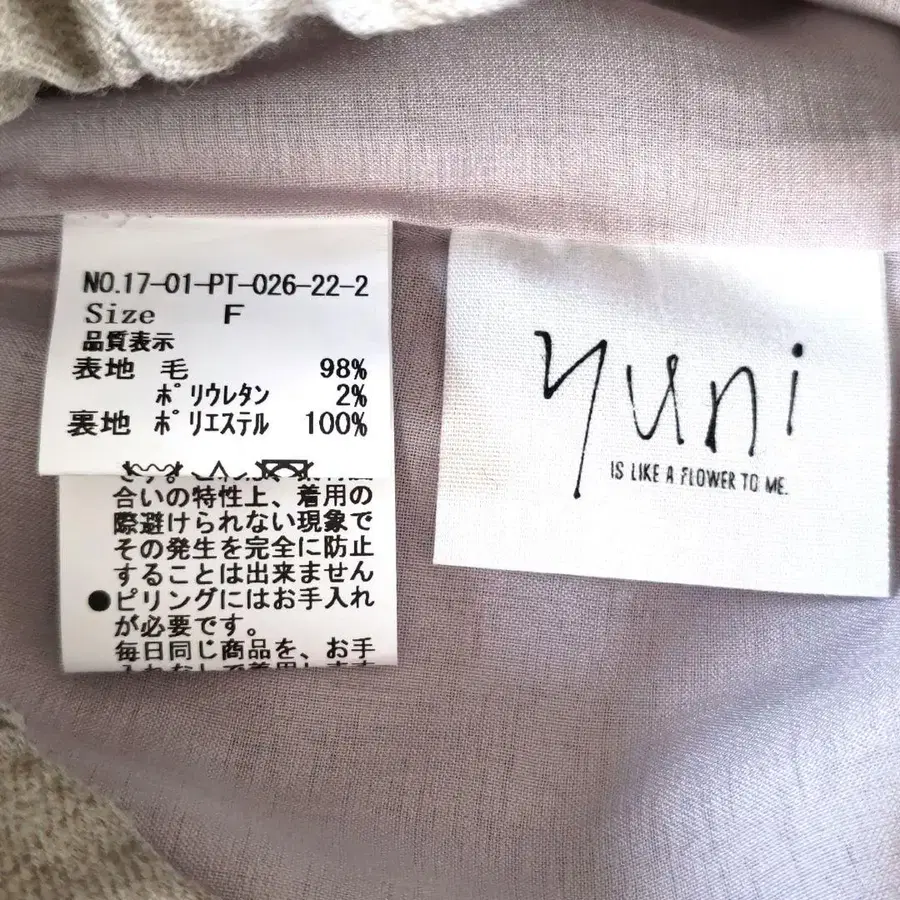 NO.17-01-PT-026-22-2
Size F
品質表示
表地 毛 98%
ポリウレタン 2%
裏地 ポリエステル 100%
合いの特性上、着用の
際避けられない現象で
その発生を完全に防止
することは出来ません
●ピリングにはお手入れ
が必要です。
毎日同じ商品を、お手
yuni
IS LIKE A FLOWER TO ME.